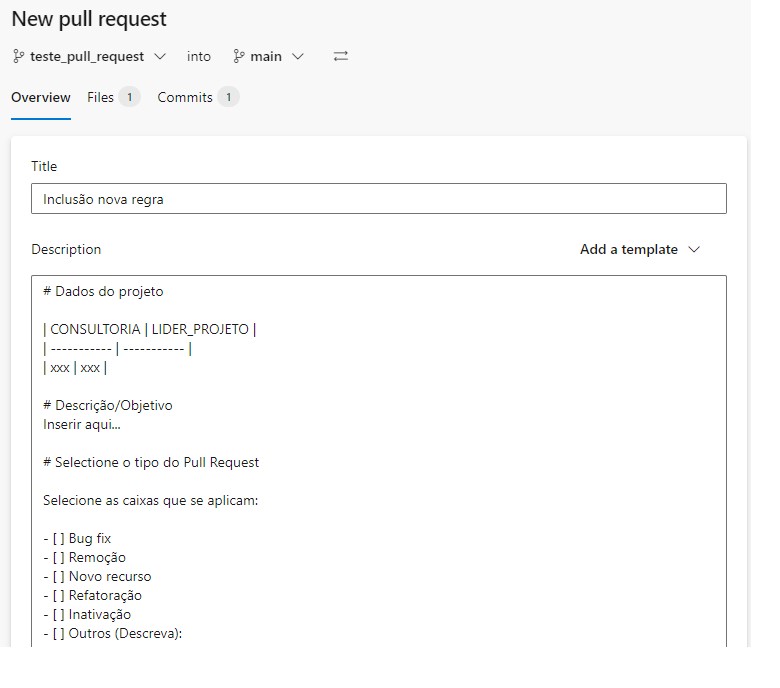 New pull request
teste_pull_request into main
Overview Files 1 Commits 1
Title
Inclusão nova regra
Description Add a template
# Dados do projeto
| CONSULTORIA | LIDER_PROJETO |
| ----------- | ----------- |
| xxx | xxx |
# Descrição/Objetivo
Inserir aqui...
# Selectione o tipo do Pull Request
Selecione as caixas que se aplicam:
- [ ] Bug fix
- [ ] Remoção
- [ ] Novo recurso
- [ ] Refatoração
- [ ] Inativação
- [ ] Outros (Descreva):